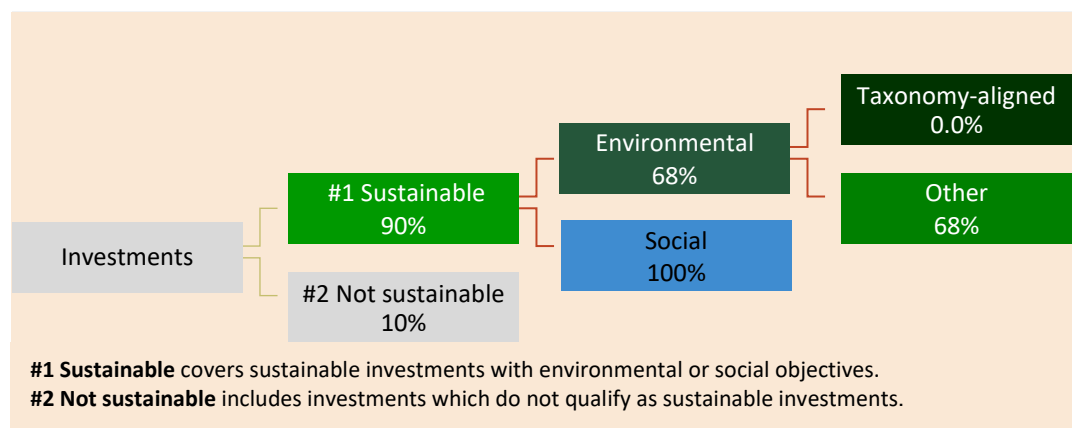 Investments
#1 Sustainable
90%
#2 Not sustainable
10%
Environmental
68%
Social
100%
Taxonomy-aligned
0.0%
Other
68%
#1 Sustainable covers sustainable investments with environmental or social objectives.
#2 Not sustainable includes investments which do not qualify as sustainable investments.